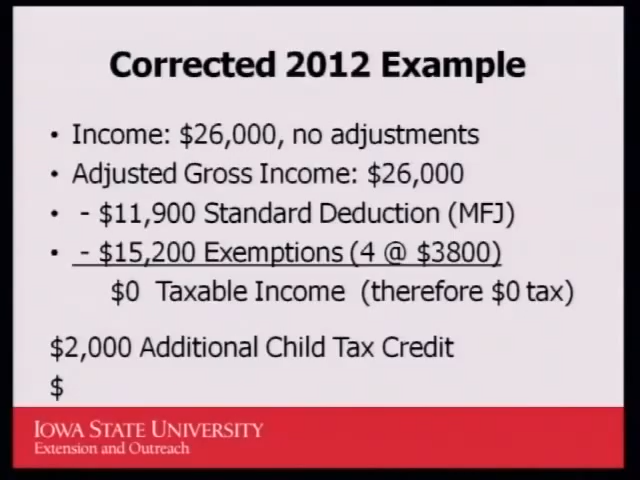 Corrected 2012 Example
• Income: $26,000, no adjustments
• Adjusted Gross Income: $26,000
• - $11,900 Standard Deduction (MFJ)
• - $15,200 Exemptions (4 @ $3800)
$0 Taxable Income (therefore $0 tax)
$2,000 Additional Child Tax Credit
$
IOWA STATE UNIVERSITY
Extension and Outreach